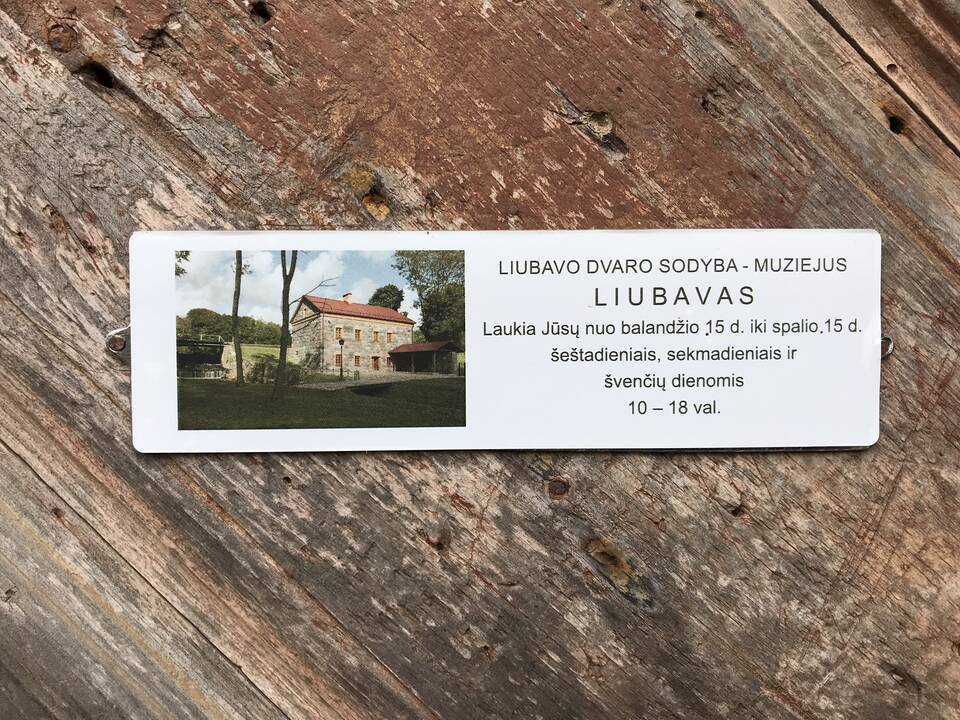 LIUBAVO DVARO SODYBA - MUZIEJUS
LIUBAVAS
Laukia Jūsų nuo balandžio 15 d. iki spalio 15 d.
šeštadieniais, sekmadieniais ir
švenčių dienomis
10 – 18 val.